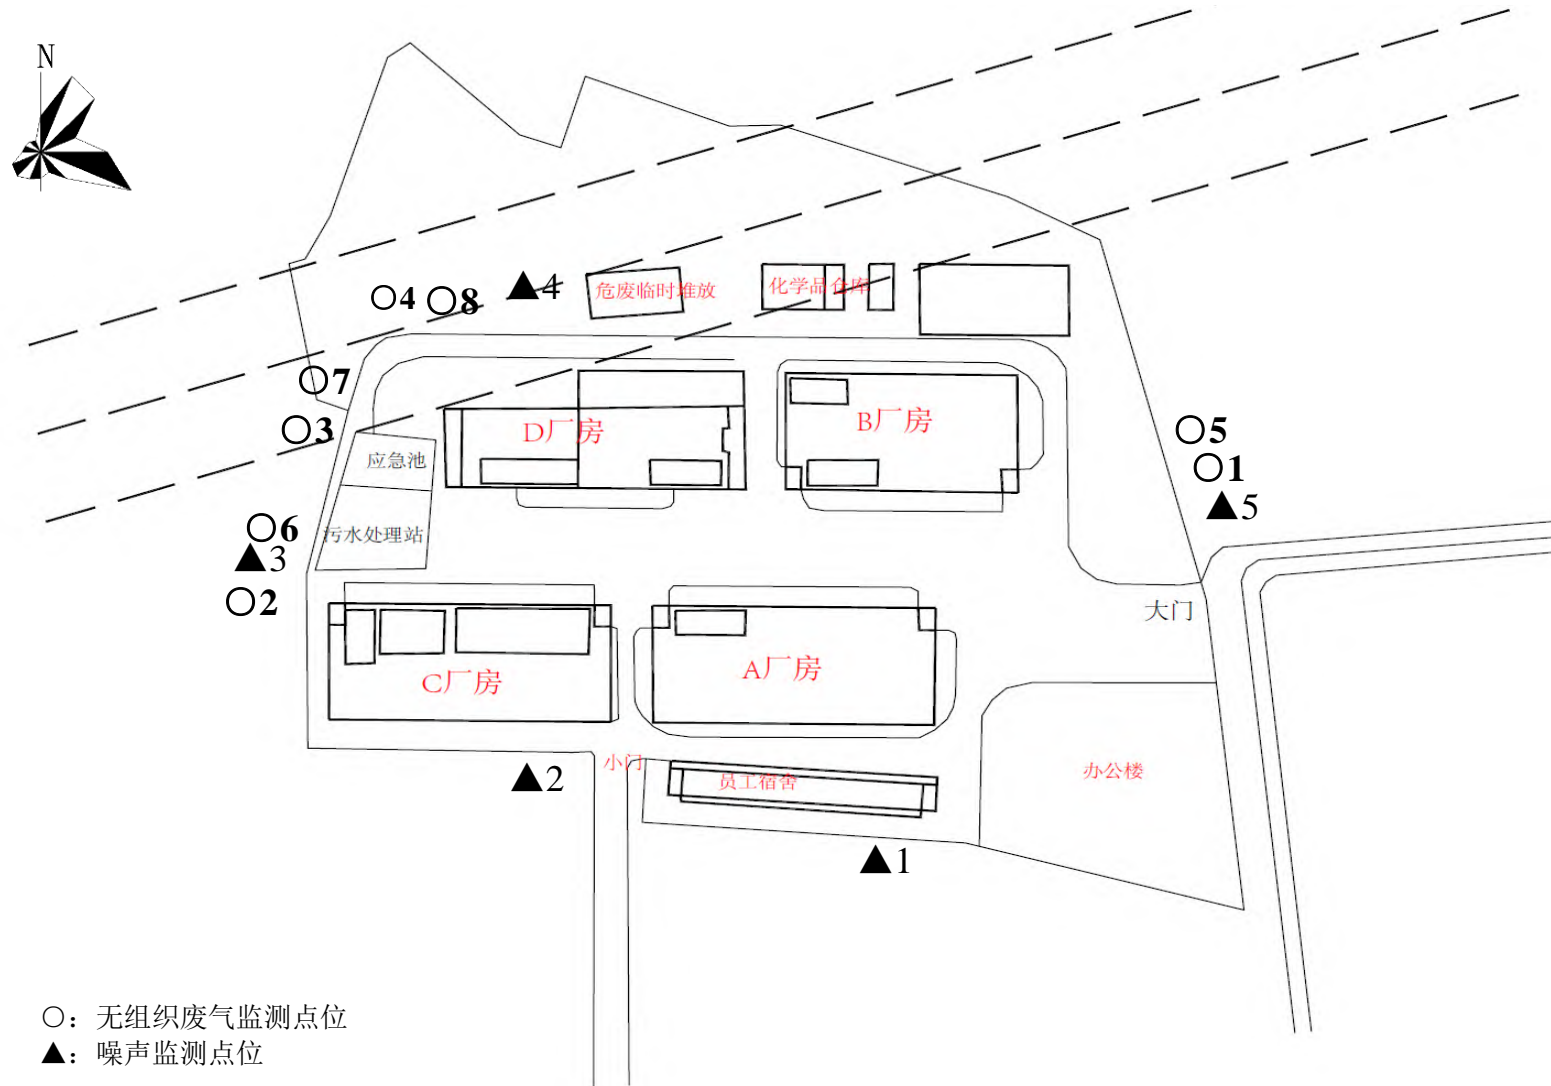 N
危废临时堆放
化学品仓库
○4
○8
▲4
○7
○3
D厂房
B厂房
○5
○1
▲5
应急池
○6
污水处理站
▲3
○2
大门
C厂房
A厂房
小门
员工宿舍
办公楼
▲2
▲1
○：无组织废气监测点位
▲：噪声监测点位